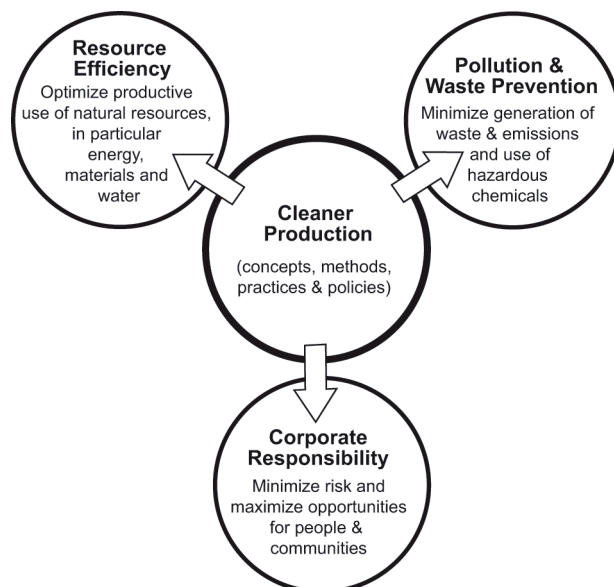 Resource
Efficiency
Optimize productive
use of natural resources,
in particular
energy,
materials and
water
Pollution &
Waste Prevention
Minimize generation of
waste & emissions
and use of
hazardous
chemicals
Cleaner
Production
(concepts, methods,
practices & policies)
Corporate
Responsibility
Minimize risk and
maximize opportunities
for people &
communities